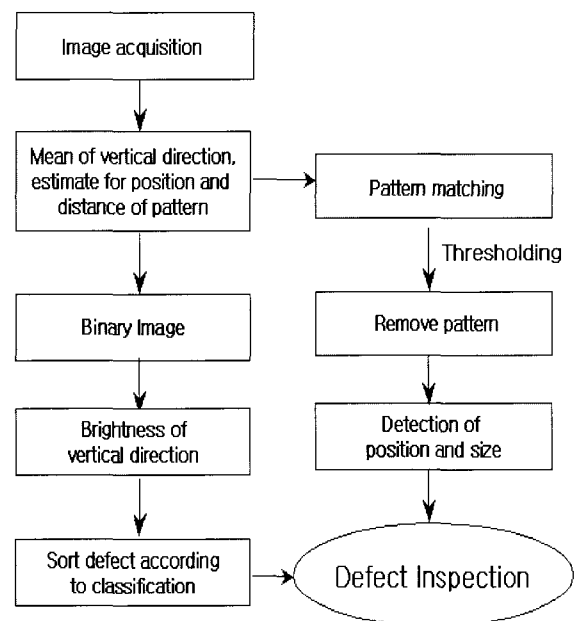 Image acquisition
Mean of vertical direction,
estimate for position and
distance of pattern
Pattern matching
Thresholding
Binary Image
Remove pattern
Brightness of
vertical direction
Detection of
position and size
Sort defect according
to classification
Defect Inspection